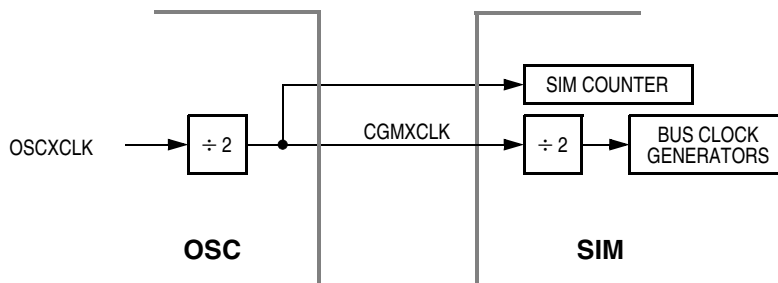 SIM COUNTER
OSCXCLK
÷ 2
CGMXCLK
÷ 2
BUS CLOCK
GENERATORS
OSC
SIM